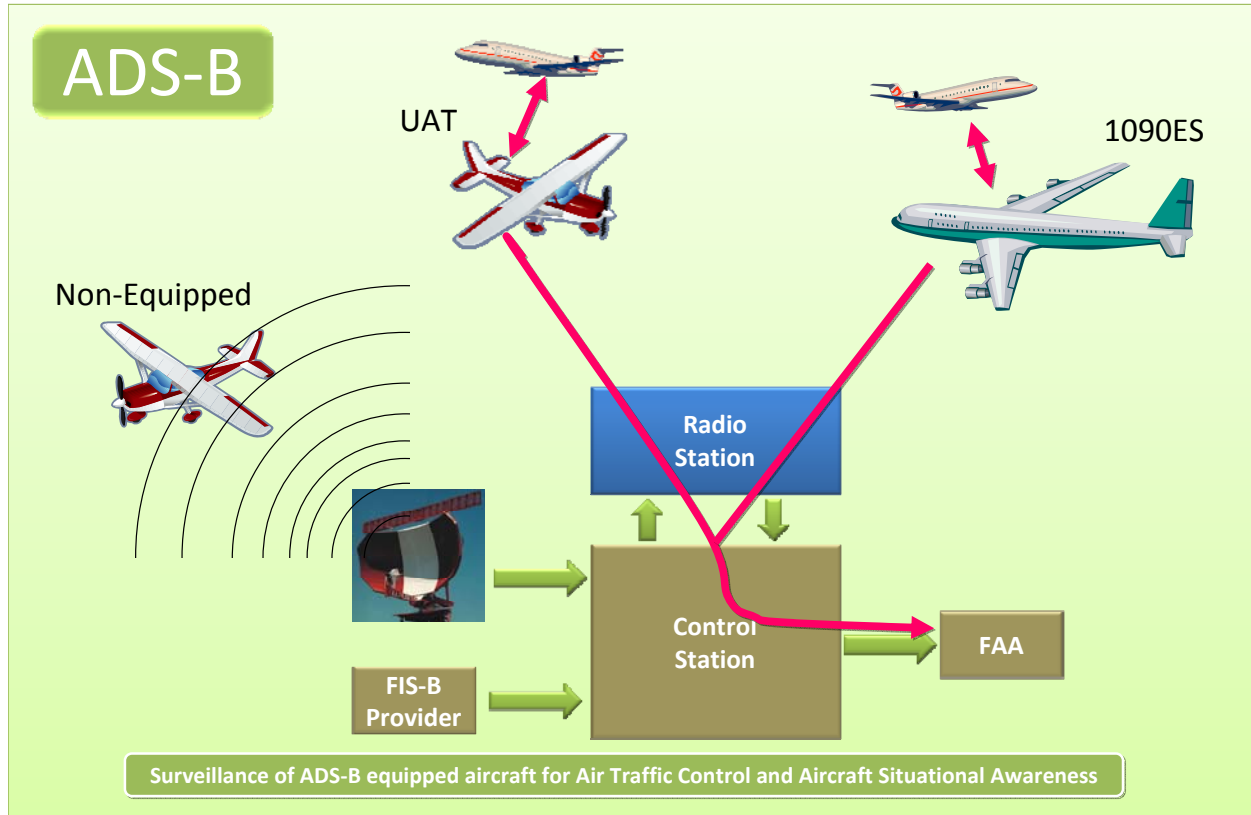 ADS-B
UAT
1090ES
Non-Equipped
Radio
Station
Control
Station
FAA
FIS-B
Provider
Surveillance of ADS-B equipped aircraft for Air Traffic Control and Aircraft Situational Awareness